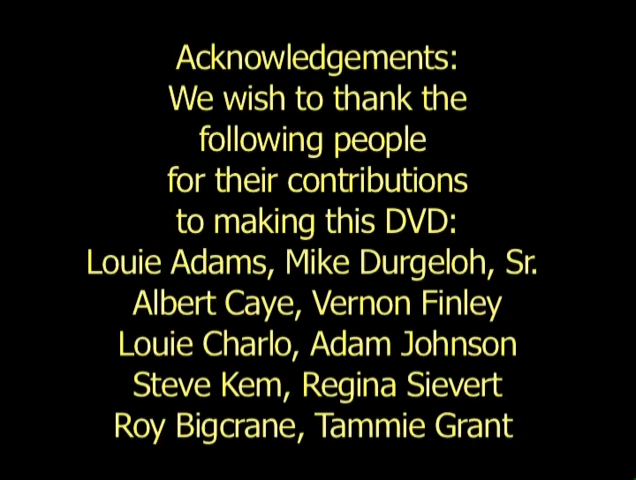 Acknowledgements:
We wish to thank the
following people
for their contributions
to making this DVD:
Louie Adams, Mike Durgeloh, Sr.
Albert Caye, Vernon Finley
Louie Charlo, Adam Johnson
Steve Kem, Regina Sievert
Roy Bigcrane, Tammie Grant